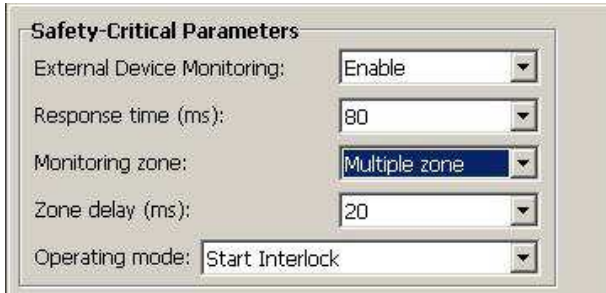 Safety-Critical Parameters
External Device Monitoring: Enable
Response time (ms): 80
Monitoring zone: Multiple zone
Zone delay (ms): 20
Operating mode: Start Interlock